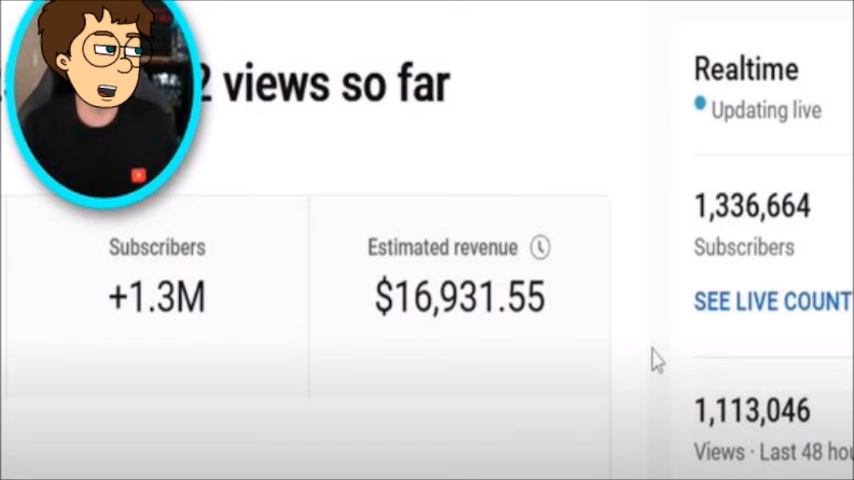 2 views so far
Realtime
Updating live
1,336,664
Subscribers
SEE LIVE COUNT
Subscribers
+1.3M
Estimated revenue
$16,931.55
1,113,046
Views · Last 48